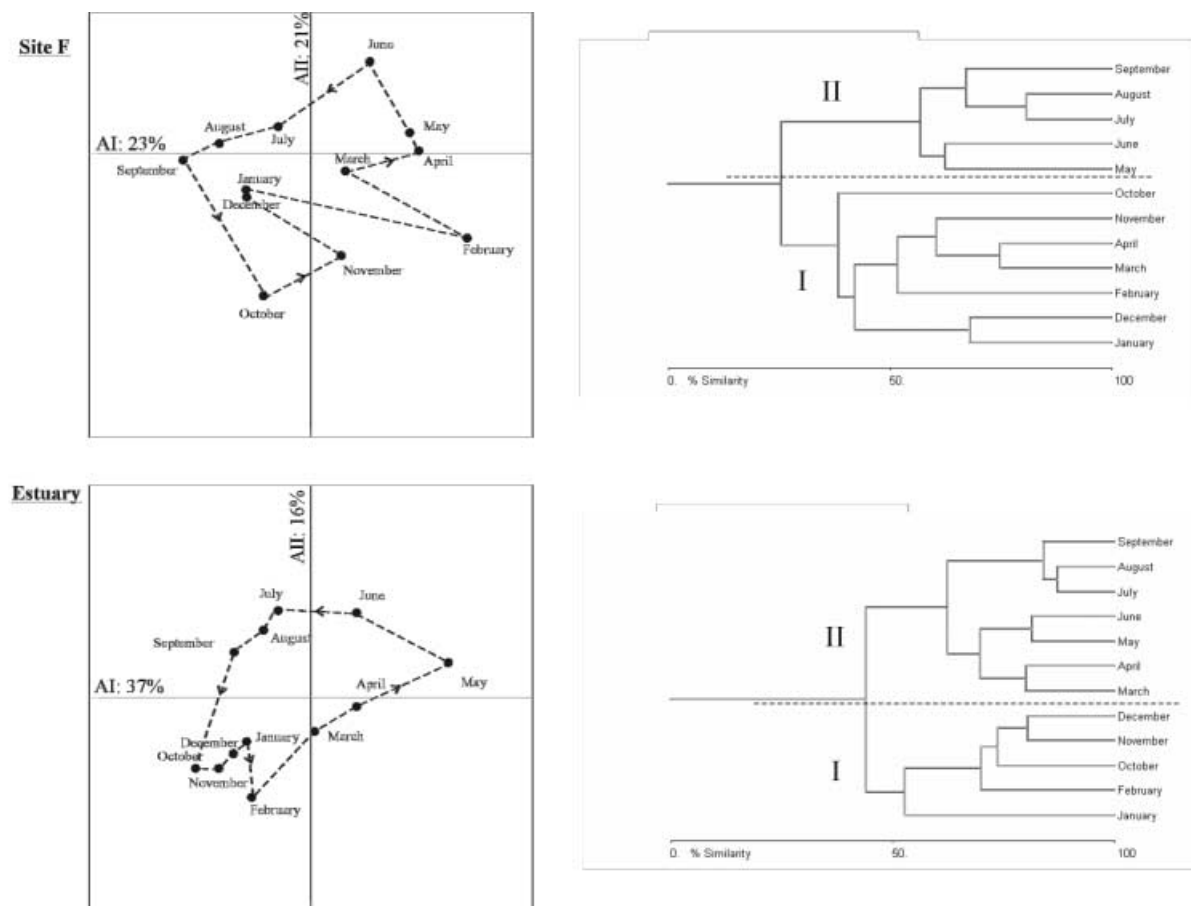 Site F
AII: 21%
June
May
August
July
April
AI: 23%
March
September
January
December
February
November
October
II
I
September
August
July
June
May
October
November
April
March
February
December
January
0. % Similarity 50. 100
Estuary
AII: 16%
July
June
September
August
AI: 37%
April
May
December
January
March
October
November
February
II
I
September
August
July
June
May
April
March
December
November
October
February
January
0. % Similarity 50. 100